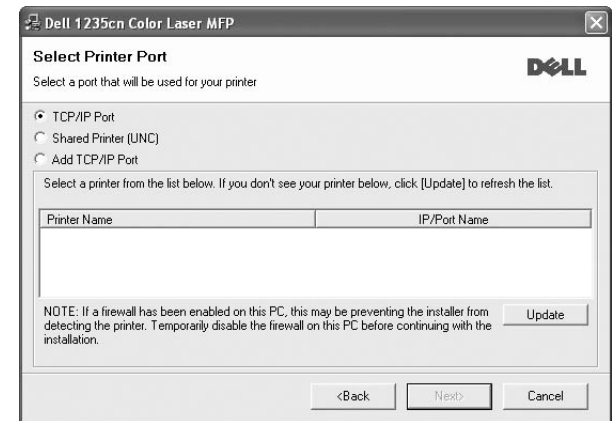 Dell 1235cn Color Laser MFP
Select Printer Port
Select a port that will be used for your printer
DELL
TCP/IP Port
Shared Printer (UNC)
Add TCP/IP Port
Select a printer from the list below. If you don't see your printer below, click [Update] to refresh the list.
Printer Name IP/Port Name
NOTE: If a firewall has been enabled on this PC, this may be preventing the installer from
detecting the printer. Temporarily disable the firewall on this PC before continuing with the
installation.
Update
<Back Next> Cancel